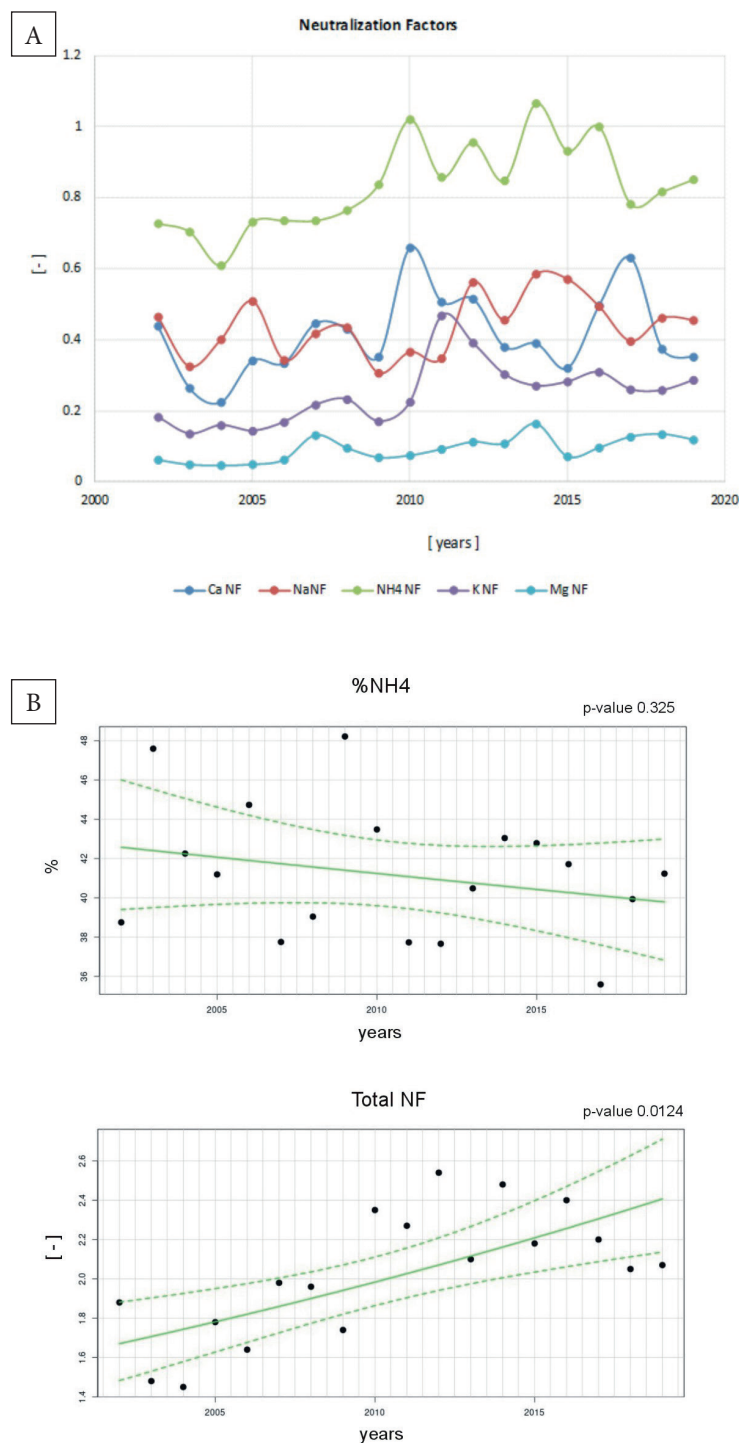 A
Neutralization Factors
1.2
1
0.8
0.6
0.4
0.2
0
[ - ]
2000 2005 2010 2015 2020
[ years ]
Ca NF NaNF NH4 NF K NF Mg NF
B
%NH4
p-value 0.325
48
46
44
42
40
38
36
%
2005 2010 2015
years
Total NF
p-value 0.0124
2.6
2.4
2.2
2.0
1.8
1.6
1.4
[ - ]
2005 2010 2015
years